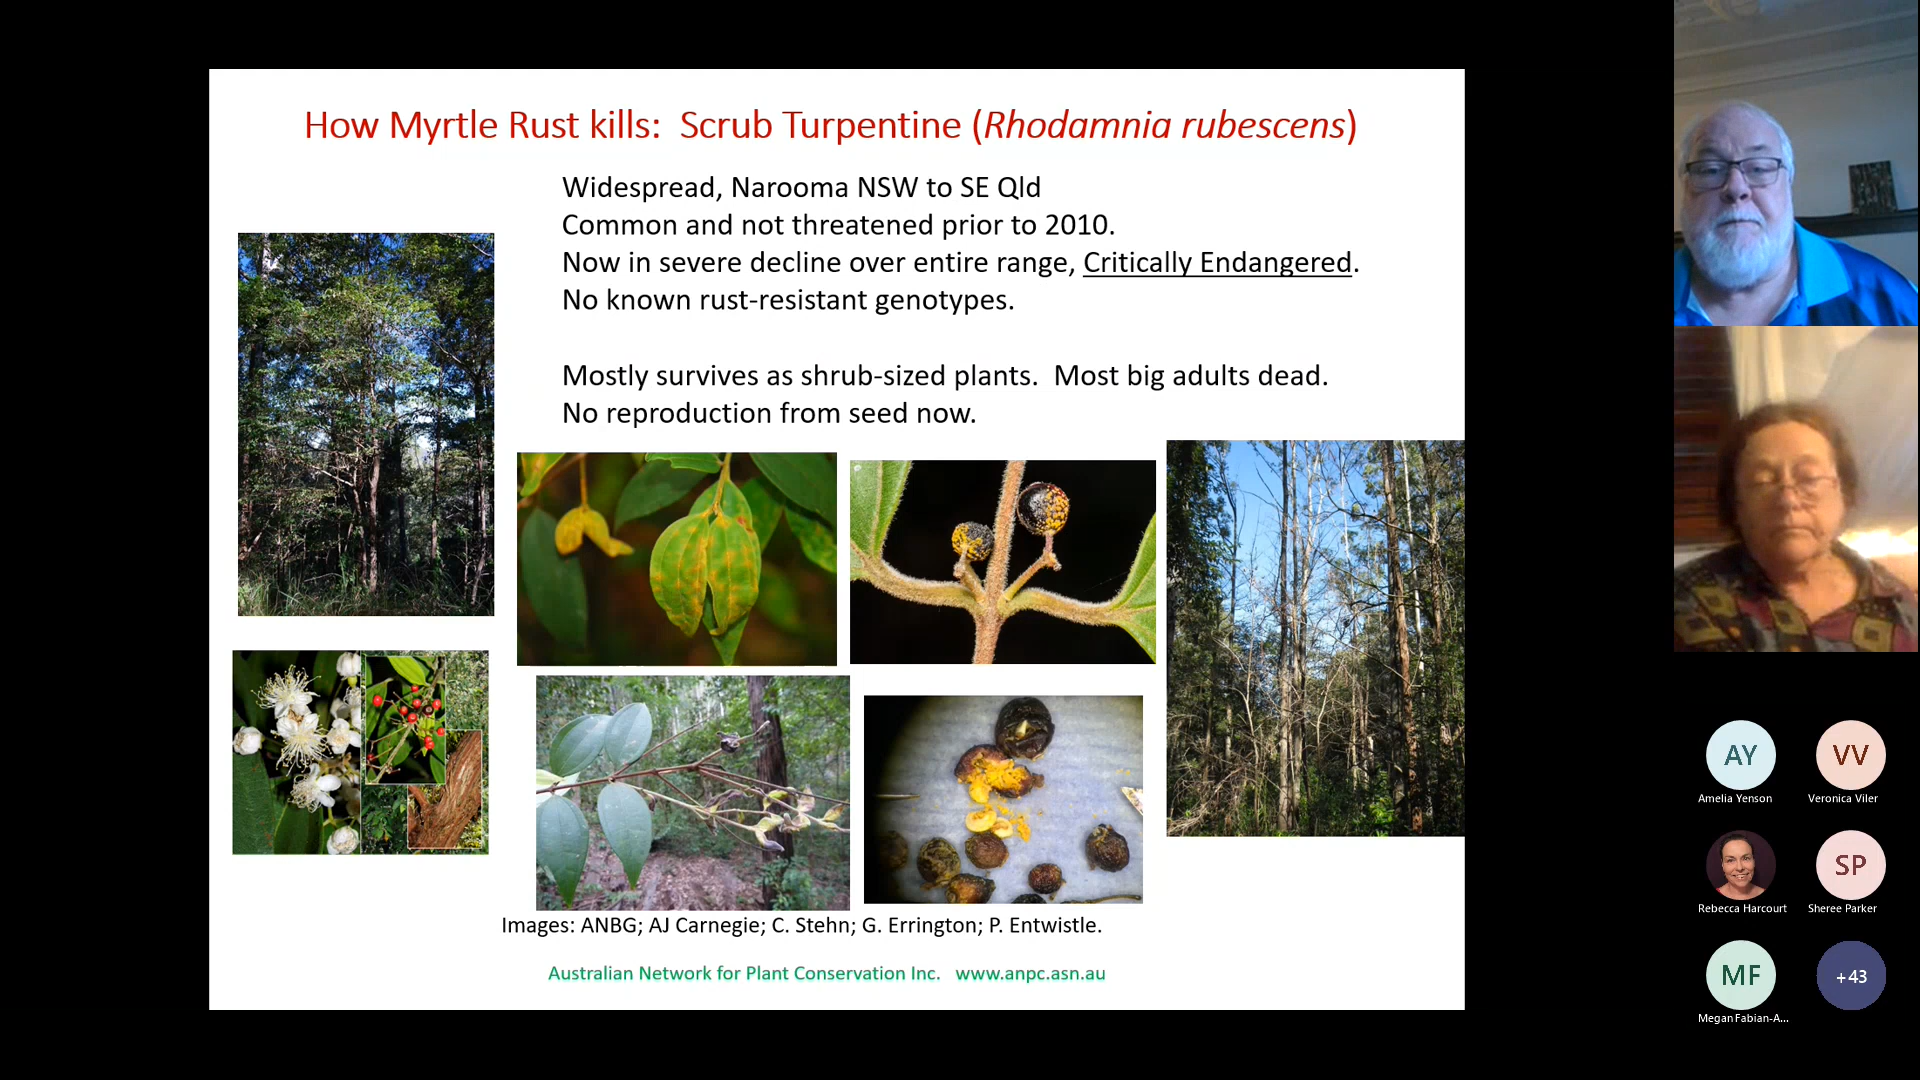 How Myrtle Rust kills:  Scrub Turpentine (Rhodamnia rubescens)
Widespread, Narooma NSW to SE Qld
Common and not threatened prior to 2010.
Now in severe decline over entire range, Critically Endangered.
No known rust-resistant genotypes.
Mostly survives as shrub-sized plants.  Most big adults dead.
No reproduction from seed now.
Images: ANBG; AJ Carnegie; C. Stehn; G. Errington; P. Entwistle.
Australian Network for Plant Conservation Inc.   www.anpc.asn.au
AY
VV
Amelia Yenson
Veronica Viler
SP
Rebecca Harcourt
Sheree Parker
MF
+43
Megan Fabian-A...